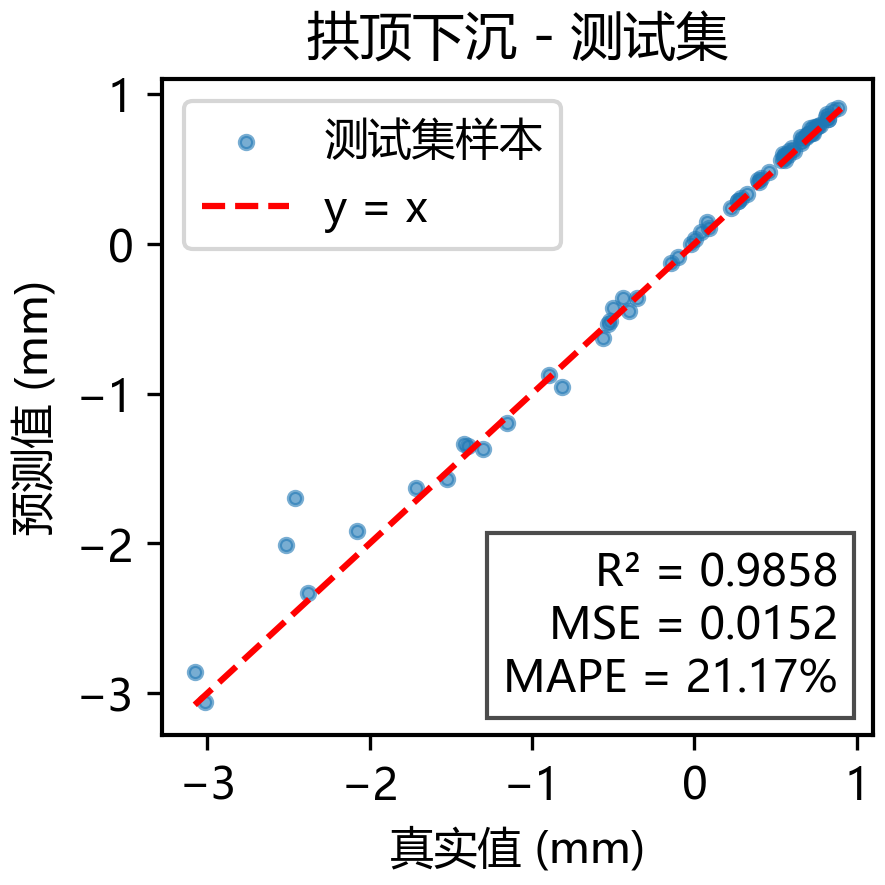 拱顶下沉 - 测试集
测试集样本
y = x
1
0
−1
−2
−3
预测值 (mm)
R² = 0.9858
MSE = 0.0152
MAPE = 21.17%
−3
−2
−1
0
1
真实值 (mm)